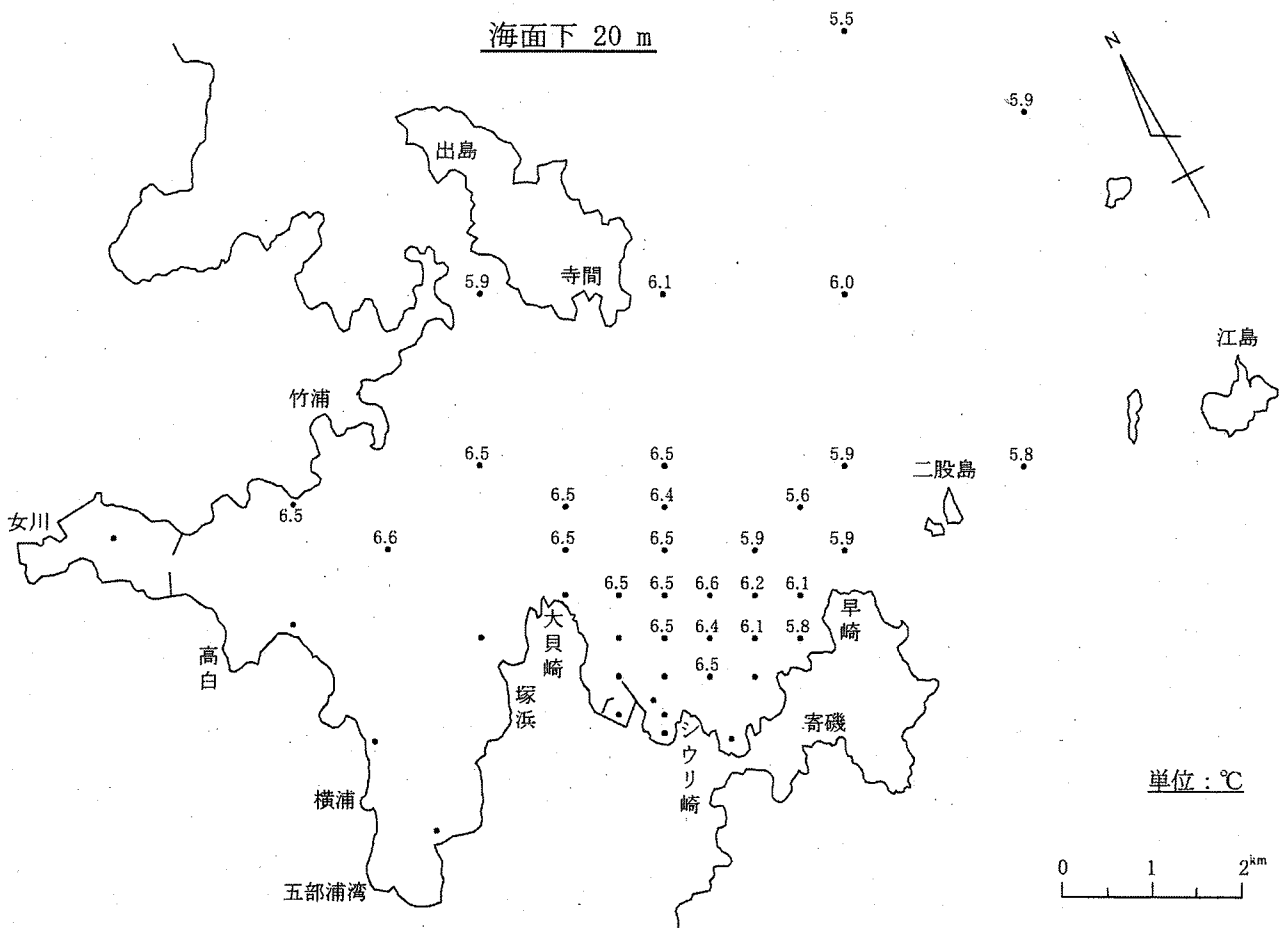 海面下 20 m
5.5
N
5.9
出島
寺間
5.9
6.1
6.0
江島
竹浦
6.5
6.5
5.9
二股島
5.8
6.5
6.5
6.4
5.6
女川
6.6
6.5
6.5
5.9
5.9
6.5
6.5
6.6
6.2
6.1
大貝崎
早崎
高白
6.5
6.4
6.1
5.8
6.5
塚浜
シウリ崎
寄磯
横浦
単位:℃
五部浦湾
0 1 2km